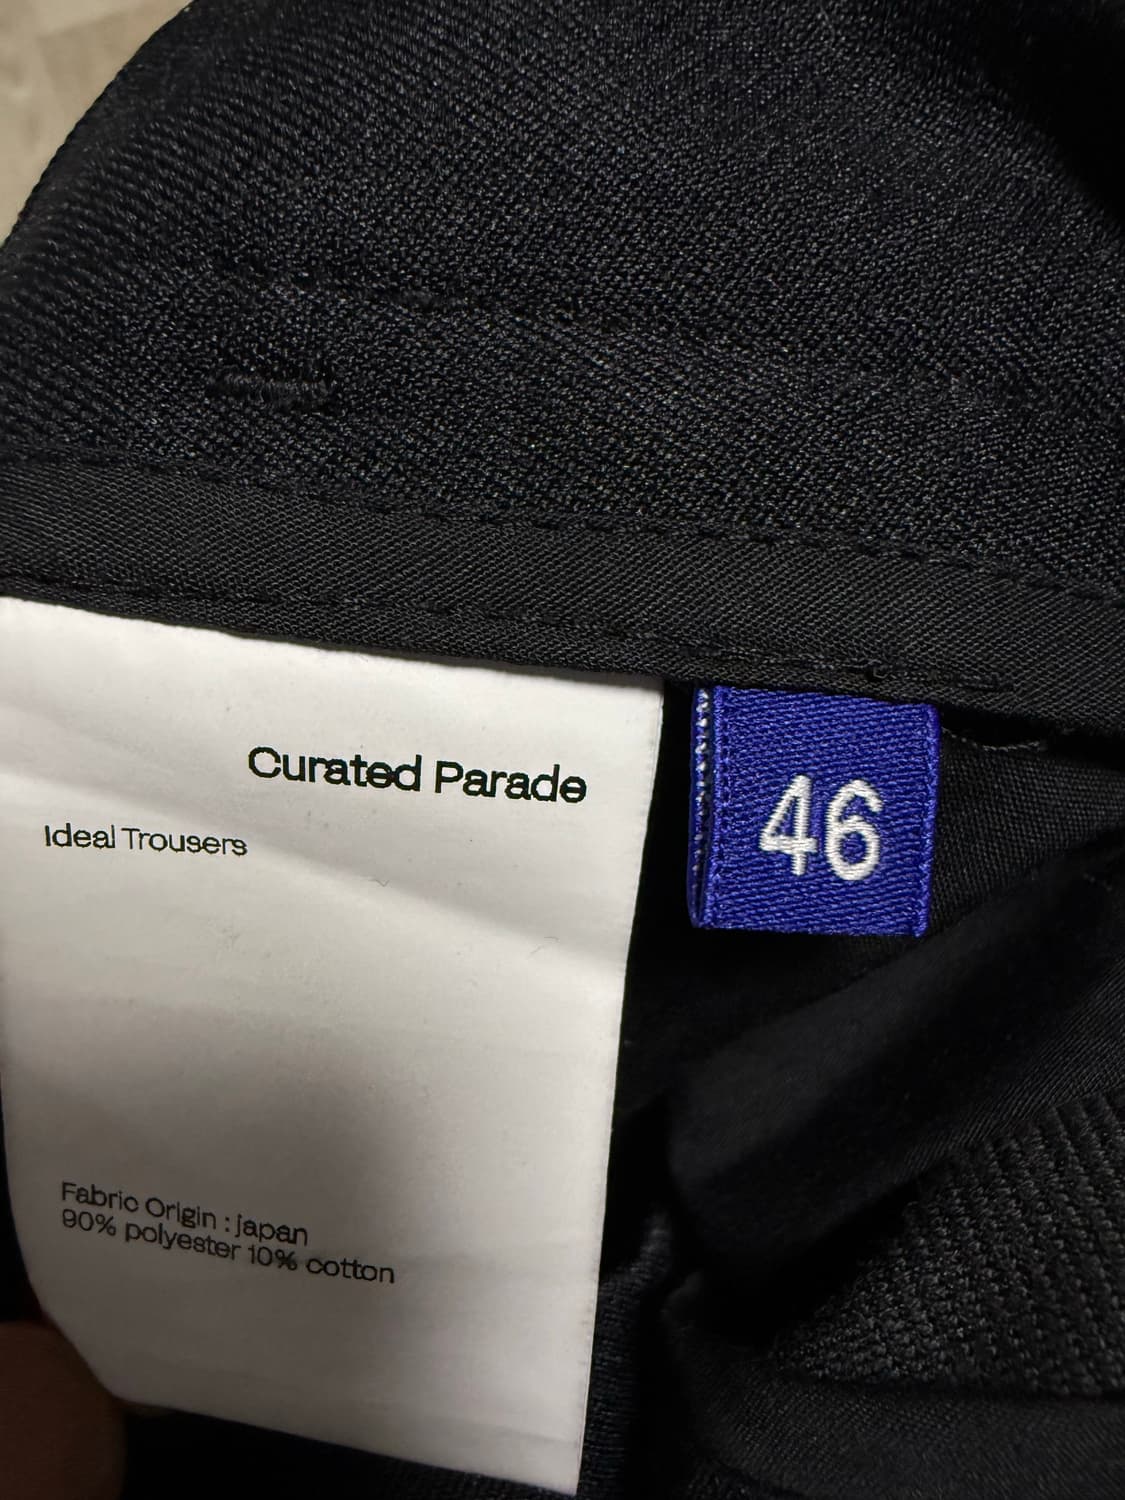 Curated Parade
46
Ideal Trousers
Fabric Origin : japan
90% polyester 10% cotton